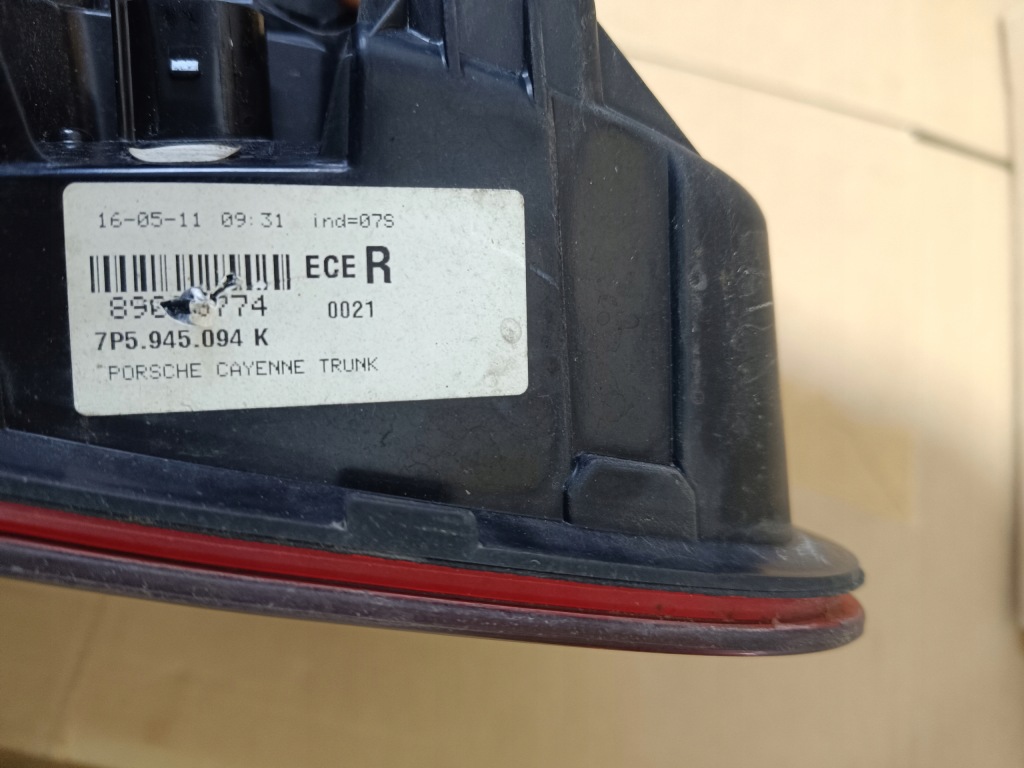 16-05-11 09:31 ind=07S
ECE R
0021
7P5.945.094 K
PORSCHE CAYENNE TRUNK